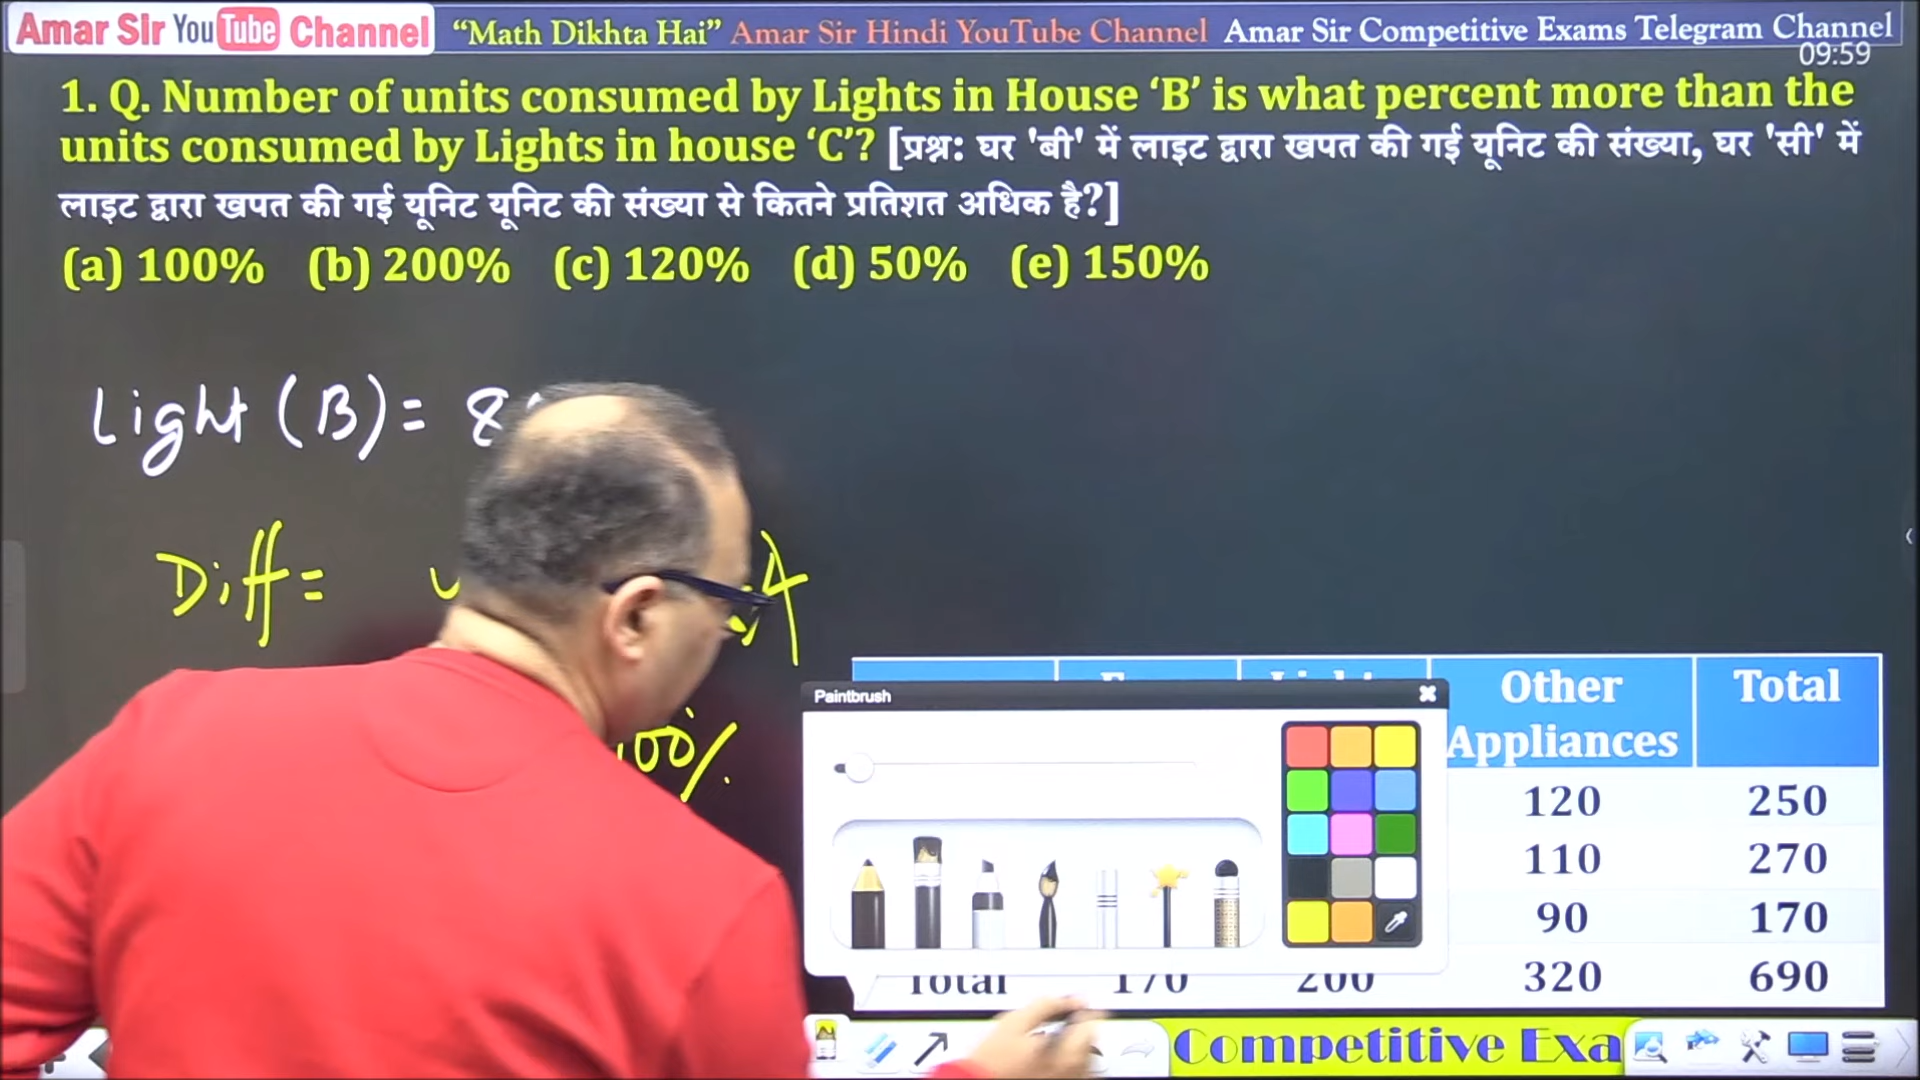 Amar Sir YouTube Channel "Math Dikhta Hai" Amar Sir Hindi YouTube Channel Amar Sir Competitive Exams Telegram Channel
09:59
1. Q. Number of units consumed by Lights in House ‘B’ is what percent more than the
units consumed by Lights in house ‘C’? [प्रश्न: घर 'बी' में लाइट द्वारा खपत की गई यूनिट की संख्या, घर 'सी' में
लाइट द्वारा खपत की गई यूनिट यूनिट की संख्या से कितने प्रतिशत अधिक है?]
(a) 100% (b) 200% (c) 120% (d) 50% (e) 150%
Light (B) = 8
Diff =
100%
Other Total
Appliances
Paintbrush
120 250
110 270
90 170
Total 170 200 320 690
Competitive Exa